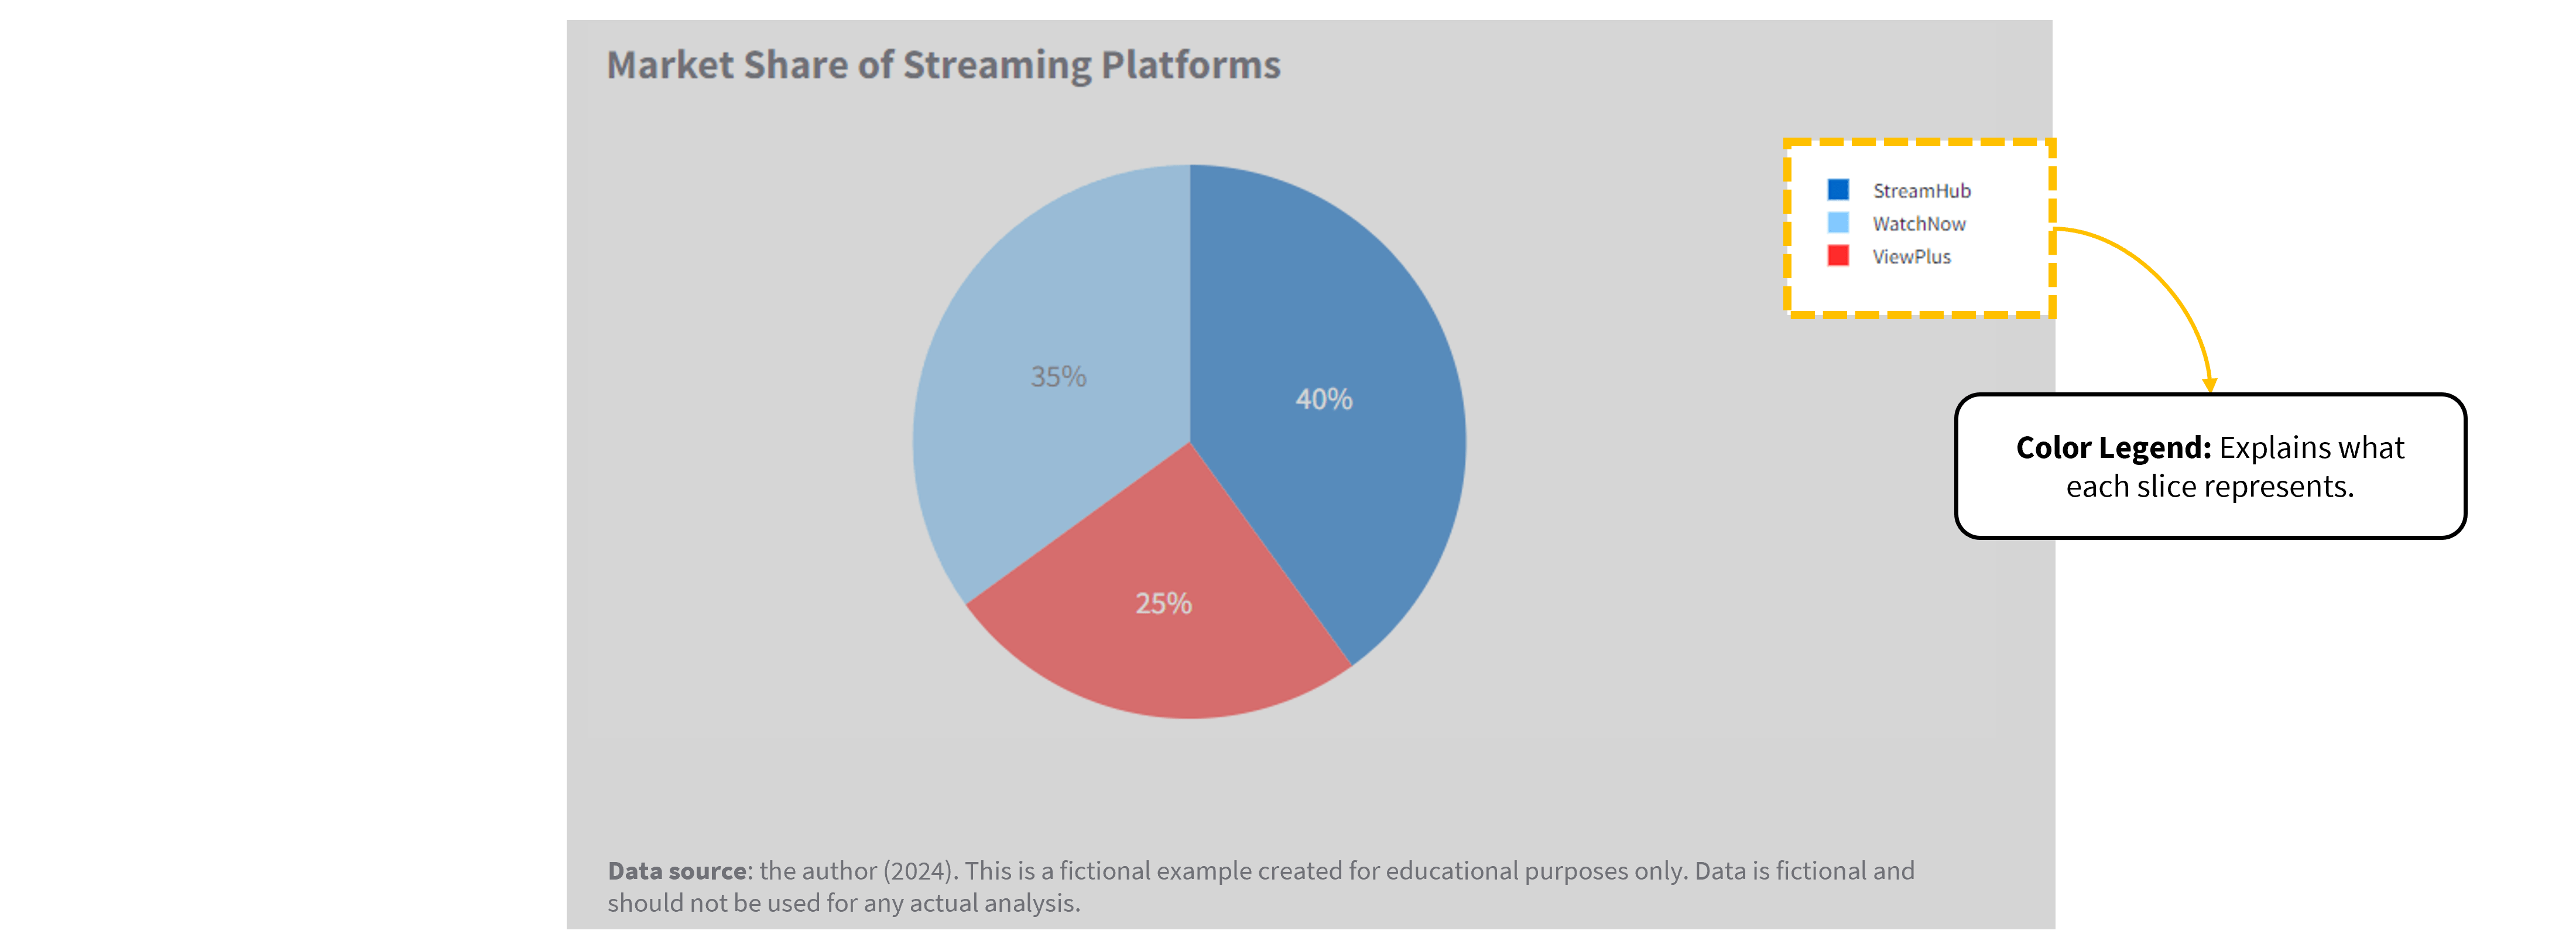 Market Share of Streaming Platforms
StreamHub
WatchNow
ViewPlus
35%
40%
25%
Color Legend: Explains what
each slice represents.
Data source: the author (2024). This is a fictional example created for educational purposes only. Data is fictional and
should not be used for any actual analysis.